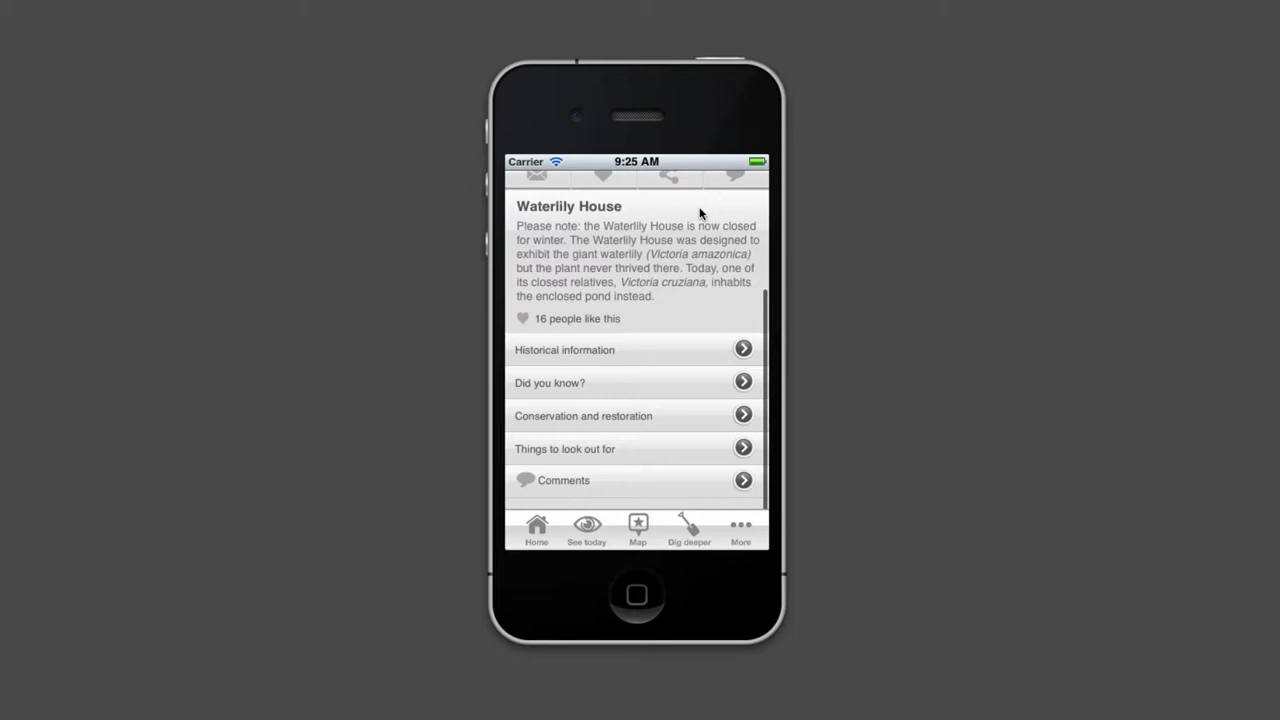 Carrier 9:25 AM
Waterlily House
Please note: the Waterlily House is now closed
for winter. The Waterlily House was designed to
exhibit the giant waterlily (Victoria amazonica)
but the plant never thrived there. Today, one of
its closest relatives, Victoria cruziana, inhabits
the enclosed pond instead.
16 people like this
Historical information
Did you know?
Conservation and restoration
Things to look out for
Comments
Home See today Map Dig deeper More